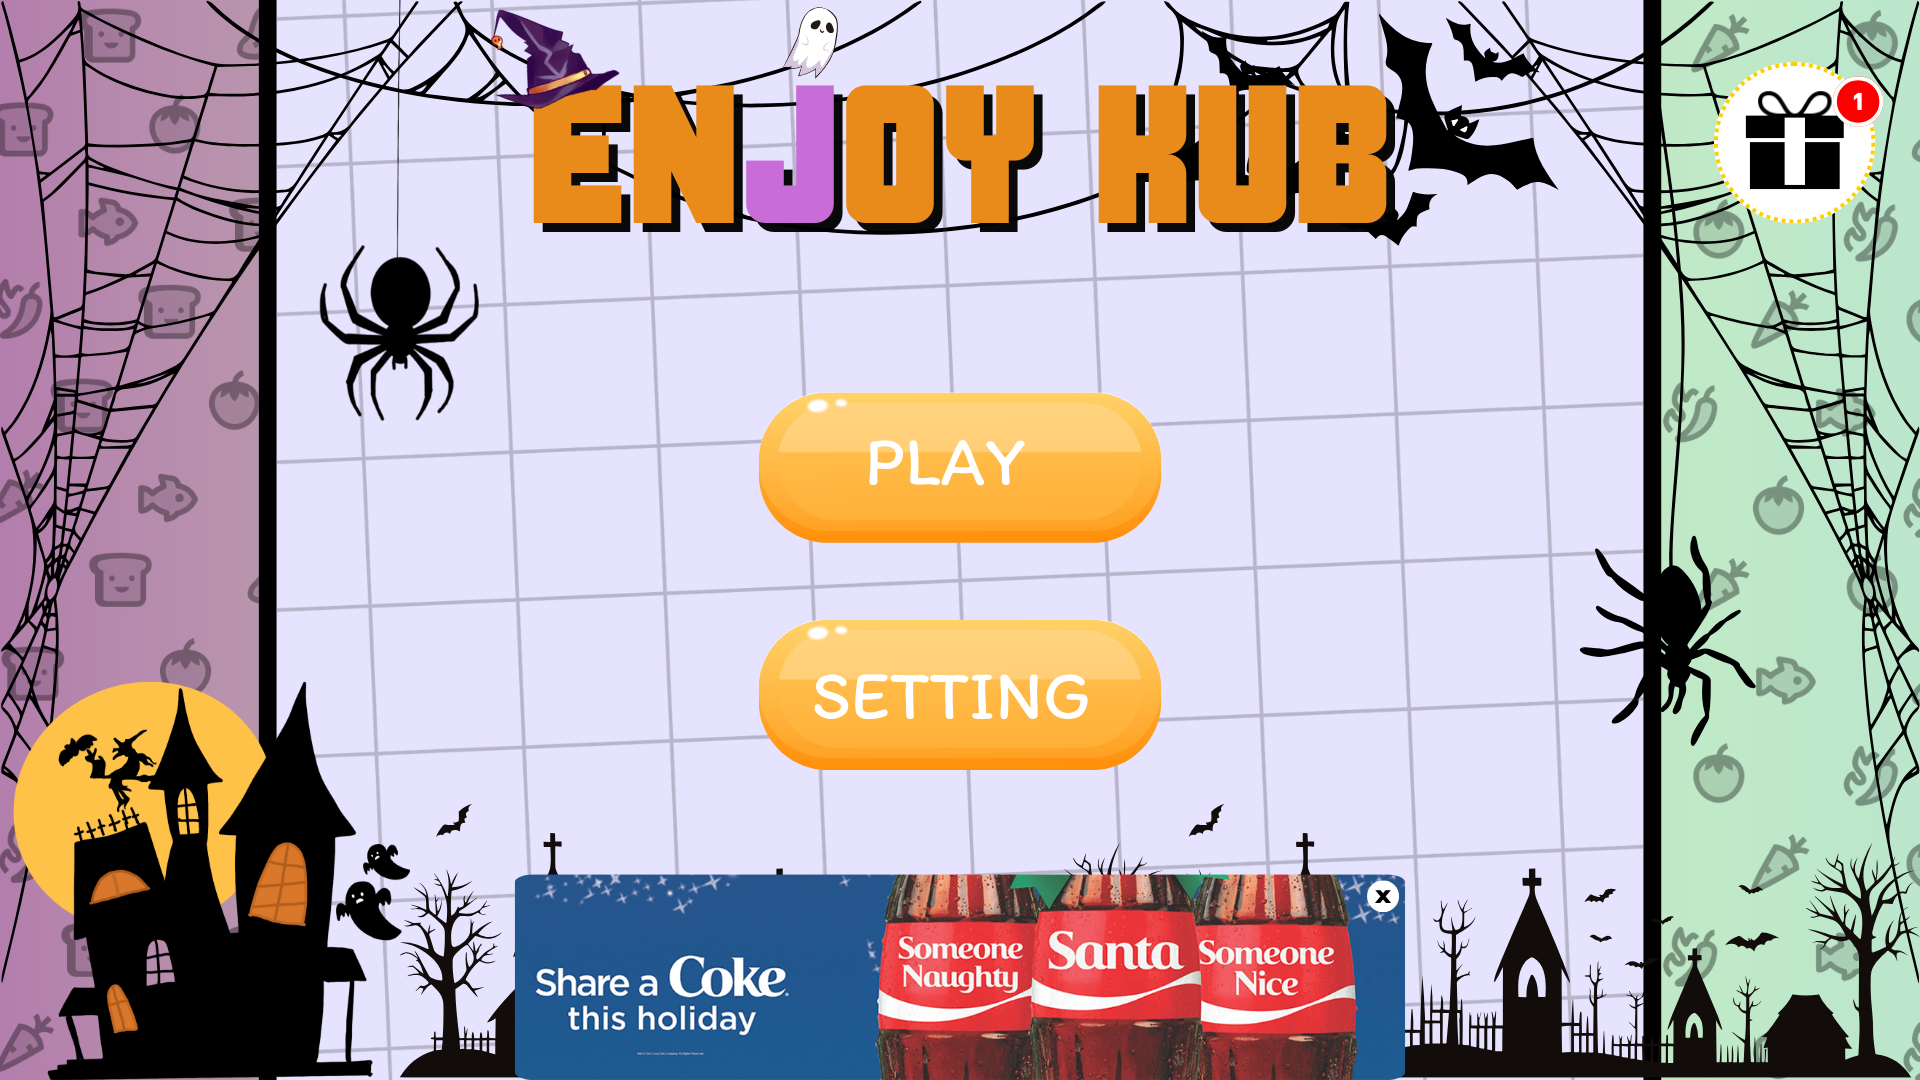 ENJOY KUB
1
PLAY
SETTING
x
Share a Coke
this holiday
Someone
Naughty
Santa
Someone
Nice